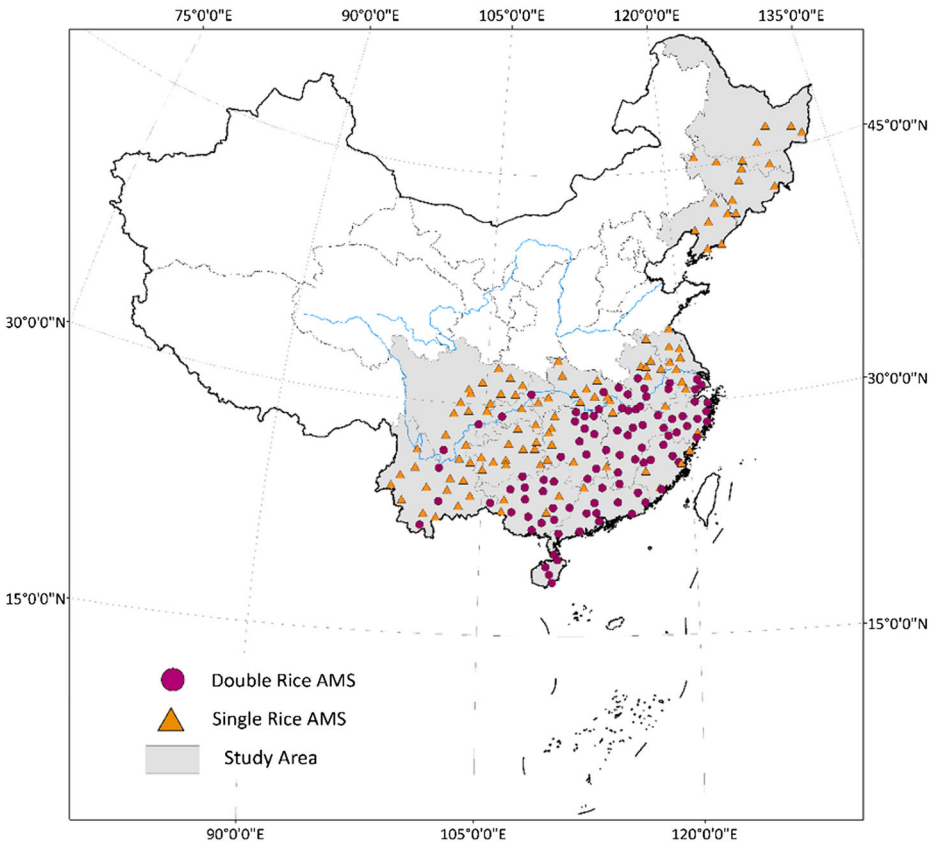 75°0'0"E 90°0'0"E 105°0'0"E 120°0'0"E 135°0'0"E
45°0'0"N
30°0'0"N
30°0'0"N
15°0'0"N
15°0'0"N
Double Rice AMS
Single Rice AMS
Study Area
90°0'0"E 105°0'0"E 120°0'0"E